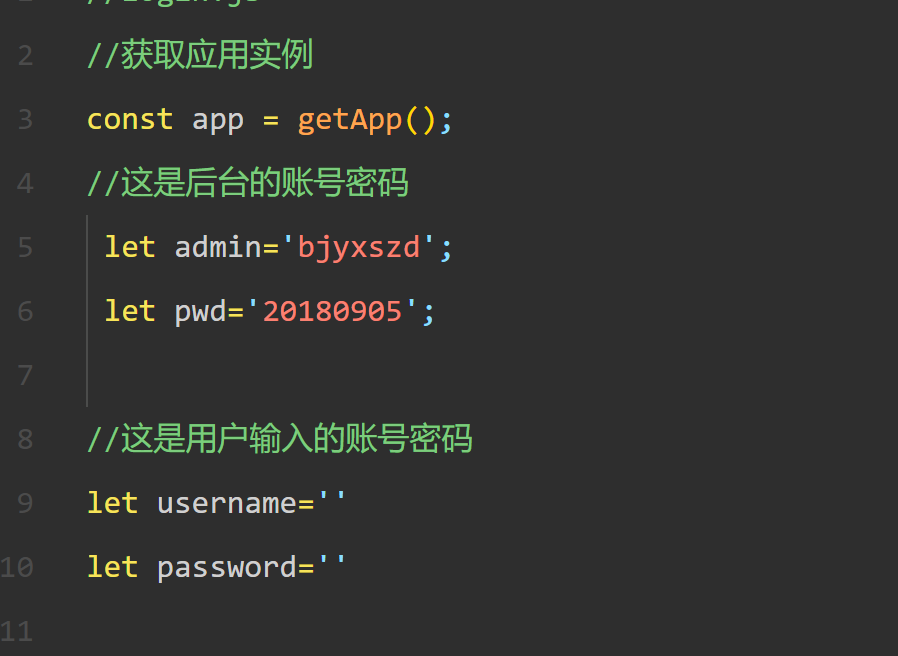 2 //获取应用实例
3 const app = getApp();
4 //这是后台的账号密码
5 let admin='bjyxszd';
6 let pwd='20180905';
7
8 //这是用户输入的账号密码
9 let username=''
10 let password=''
11